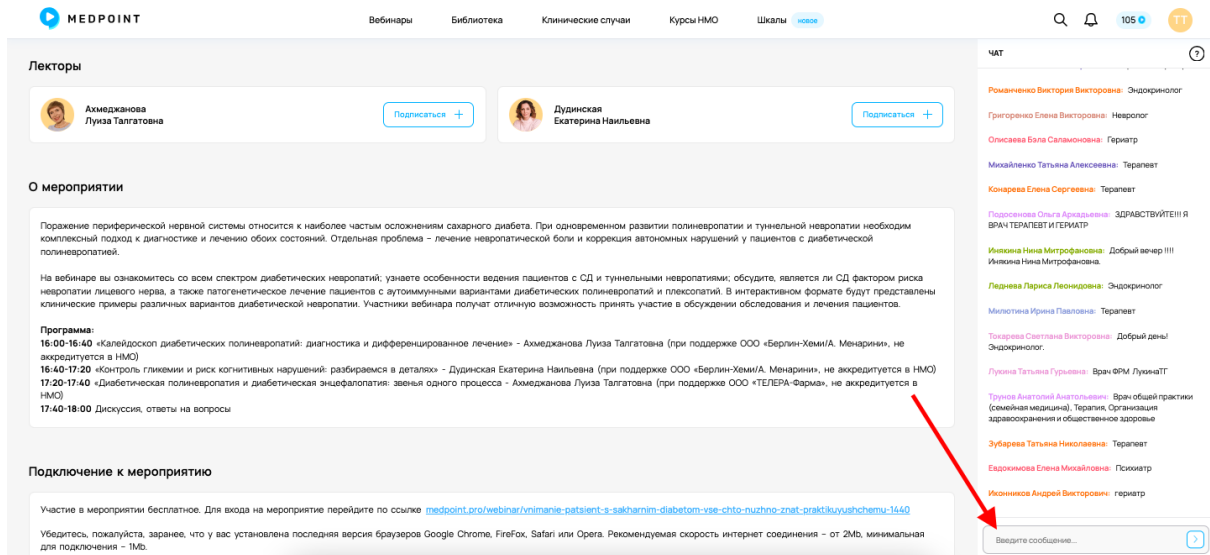 MEDPOINT
Вебинары Библиотека Клинические случаи Курсы НМО Шкалы новое
105
ТТ
Лекторы
Ахмеджанова
Луиза Талгатовна
Подписаться +
Дудинская
Екатерина Наильевна
Подписаться +
О мероприятии
Поражение периферической нервной системы относится к наиболее частым осложнениям сахарного диабета. При одновременном развитии полиневропатии и туннельной невропатии необходим
комплексный подход к диагностике и лечению обоих состояний. Отдельная проблема – лечение невропатической боли и коррекция автономных нарушений у пациентов с диабетической
полиневропатией.
На вебинаре вы ознакомитесь со всем спектром диабетических невропатий; узнаете особенности ведения пациентов с СД и туннельными невропатиями; обсудите, является ли СД фактором риска
невропатии лицевого нерва, а также патогенетическое лечение пациентов с аутоиммунными вариантами диабетических полиневропатий и плексопатий. В интерактивном формате будут представлены
клинические примеры различных вариантов диабетической невропатии. Участники вебинара получат отличную возможность принять участие в обсуждении обследования и лечения пациентов.
Программа:
16:00-16:40 «Калейдоскоп диабетических полиневропатий: диагностика и дифференцированное лечение» - Ахмеджанова Луиза Талгатовна (при поддержке ООО «Берлин-Хеми/А. Менарини», не
аккредитуется в НМО)
16:40-17:20 «Контроль гликемии и риск когнитивных нарушений: разбираемся в деталях» - Дудинская Екатерина Наильевна (при поддержке ООО «Берлин-Хеми/А. Менарини», не аккредитуется в НМО)
17:20-17:40 «Диабетическая полиневропатия и диабетическая энцефалопатия: звенья одного процесса - Ахмеджанова Луиза Талгатовна (при поддержке ООО «ТЕЛЕРА-Фарма», не аккредитуется в
НМО)
17:40-18:00 Дискуссия, ответы на вопросы
Подключение к мероприятию
Участие в мероприятии бесплатное. Для входа на мероприятие перейдите по ссылке medpoint.pro/webinar/vnimanie-patsient-s-sakharnim-diabetom-vse-chto-nuzhno-znat-praktikuyushchemu-1440
Убедитесь, пожалуйста, заранее, что у вас установлена последняя версия браузеров Google Chrome, FireFox, Safari или Opera. Рекомендуемая скорость интернет соединения – от 2Mb, минимальная
для подключения – 1Mb.
ЧАТ
?
Романченко Виктория Викторовна: Эндокринолог
Григоренко Елена Викторовна: Невролог
Олисаева Бэла Саламоновна: Гериатр
Михайленко Татьяна Алексеевна: Терапевт
Конарева Елена Сергеевна: Терапевт
Подосенова Ольга Аркадьевна: ЗДРАВСТВУЙТЕ!!! Я
ВРАЧ ТЕРАПЕВТ И ГЕРИАТР
Инякина Нина Митрофановна: Добрый вечер !!!!
Инякина Нина Митрофановна.
Леднева Лариса Леонидовна: Эндокринолог
Милютина Ирина Павловна: Терапевт
Токарева Светлана Викторовна: Добрый день!
Эндокринолог.
Лукина Татьяна Гурьевна: Врач ФРМ ЛукинаТГ
Трунов Анатолий Анатольевич: Врач общей практики
(семейная медицина), Терапия, Организация
здравоохранения и общественное здоровье
Зубарева Татьяна Николаевна: Терапевт
Евдокимова Елена Михайловна: Психиатр
Иконников Андрей Викторович: гериатр
Введите сообщение...